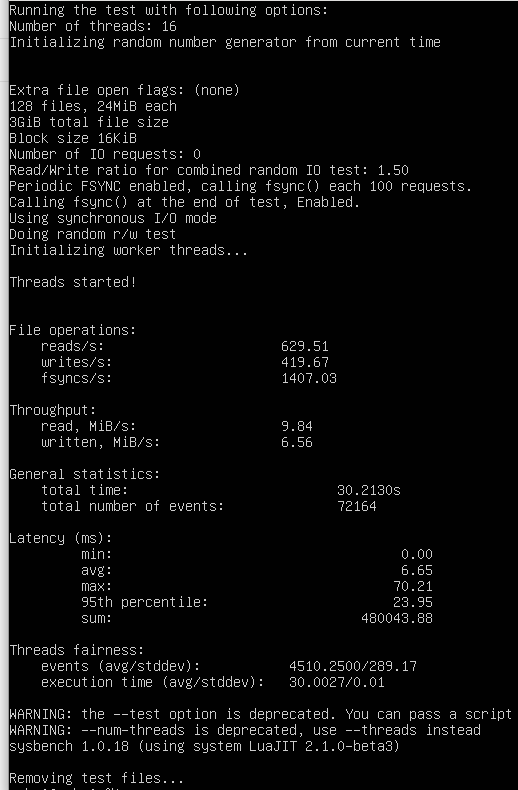 Running the test with following options:
Number of threads: 16
Initializing random number generator from current time
Extra file open flags: (none)
128 files, 24MiB each
3GiB total file size
Block size 16KiB
Number of IO requests: 0
Read/Write ratio for combined random IO test: 1.50
Periodic FSYNC enabled, calling fsync() each 100 requests.
Calling fsync() at the end of test, Enabled.
Using synchronous I/O mode
Doing random r/w test
Initializing worker threads...
Threads started!
File operations:
reads/s: 629.51
writes/s: 419.67
fsyncs/s: 1407.03
Throughput:
read, MiB/s: 9.84
written, MiB/s: 6.56
General statistics:
total time: 30.2130s
total number of events: 72164
Latency (ms):
min: 0.00
avg: 6.65
max: 70.21
95th percentile: 23.95
sum: 480043.88
Threads fairness:
events (avg/stddev): 4510.2500/289.17
execution time (avg/stddev): 30.0027/0.01
WARNING: the --test option is deprecated. You can pass a script
WARNING: --num-threads is deprecated, use --threads instead
sysbench 1.0.18 (using system LuaJIT 2.1.0-beta3)
Removing test files...